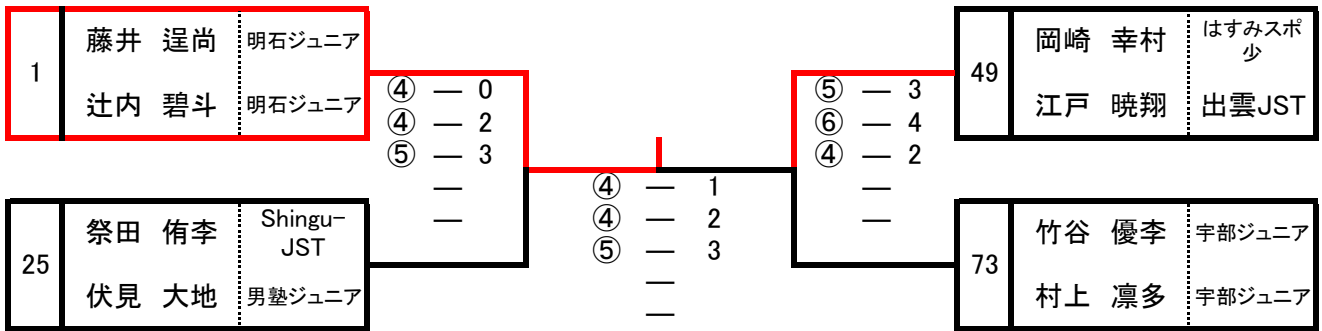 1
藤井 逞尚 明石ジュニア
辻内 碧斗 明石ジュニア
25
祭田 侑李 Shingu-
JST
伏見 大地 男塾ジュニア
④ ― 0
④ ― 2
⑤ ― 3
―
―
④ ― 1
④ ― 2
⑤ ― 3
―
―
⑤ ― 3
⑥ ― 4
④ ― 2
―
―
49
岡崎 幸村 はすみスポ
少
江戸 暁翔 出雲JST
73
竹谷 優李 宇部ジュニア
村上 凛多 宇部ジュニア